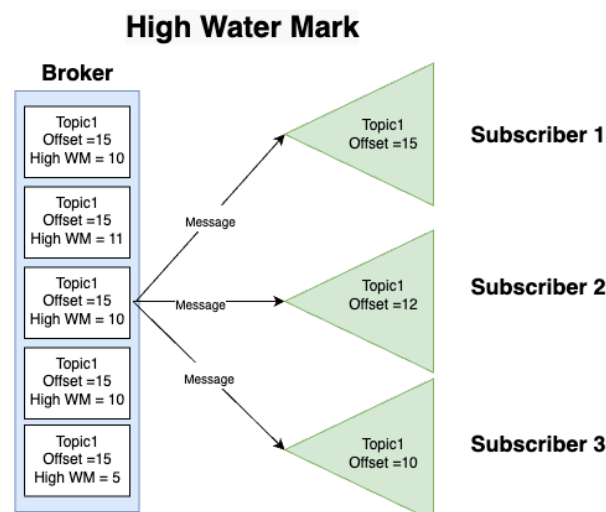 High Water Mark
Broker
Topic1
Offset =15
High WM = 10
Topic1
Offset =15
High WM = 11
Topic1
Offset =15
High WM = 10
Topic1
Offset =15
High WM = 10
Topic1
Offset =15
High WM = 5
Message
Message
Message
Topic1
Offset =15
Subscriber 1
Topic1
Offset =12
Subscriber 2
Topic1
Offset =10
Subscriber 3